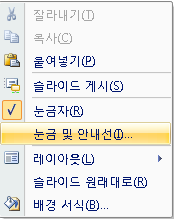 잘라내기(T)
복사(C)
붙여넣기(P)
슬라이드 게시(S)
눈금자(R)
눈금 및 안내선(I)...
레이아웃(L)
슬라이드 원래대로(R)
배경 서식(B)...